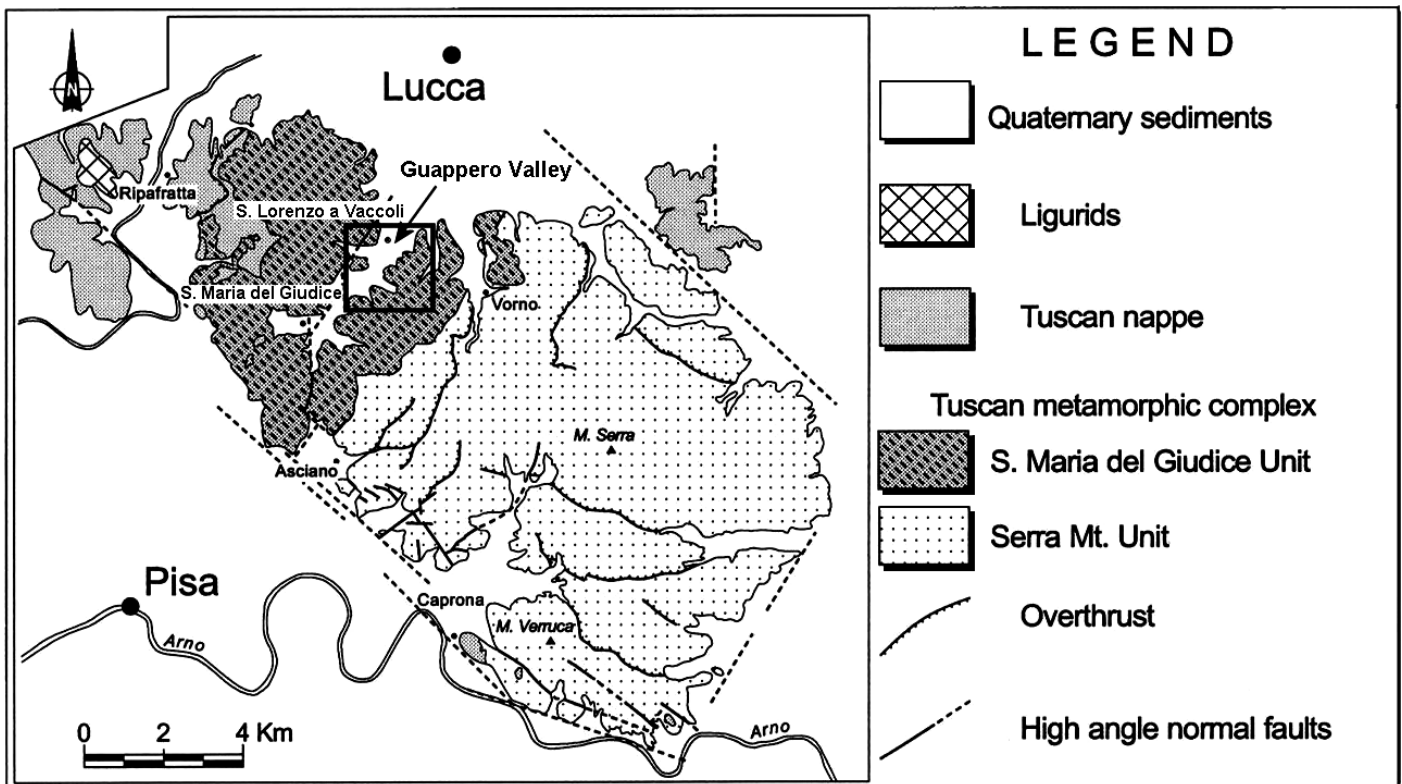 N
Lucca
Guappero Valley
Ripafratta
S. Lorenzo a Vaccoli
S. Maria del Giudice
Vorno
M. Serra
Asciano
Pisa
Caprona
M. Verruca
Arno
Arno
0 2 4 Km
LEGEND
Quaternary sediments
Ligurids
Tuscan nappe
Tuscan metamorphic complex
S. Maria del Giudice Unit
Serra Mt. Unit
Overthrust
High angle normal faults